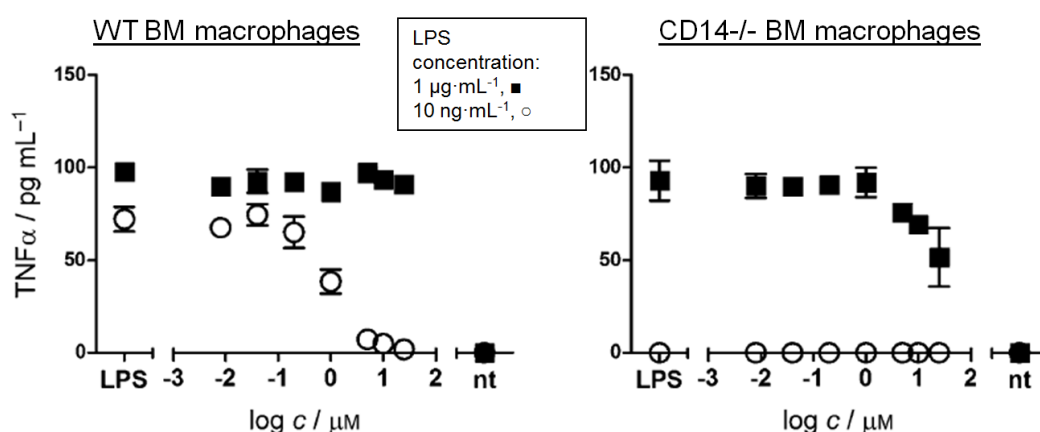 WT BM macrophages
LPS
concentration:
1 µg·mL-1, ■
10 ng·mL-1, ○
CD14-/- BM macrophages
TNFα / pg mL−1
150
100
50
0
LPS
-3
-2
-1
0
1
2
nt
log c / µM
150
100
50
0
LPS
-3
-2
-1
0
1
2
nt
log c / µM